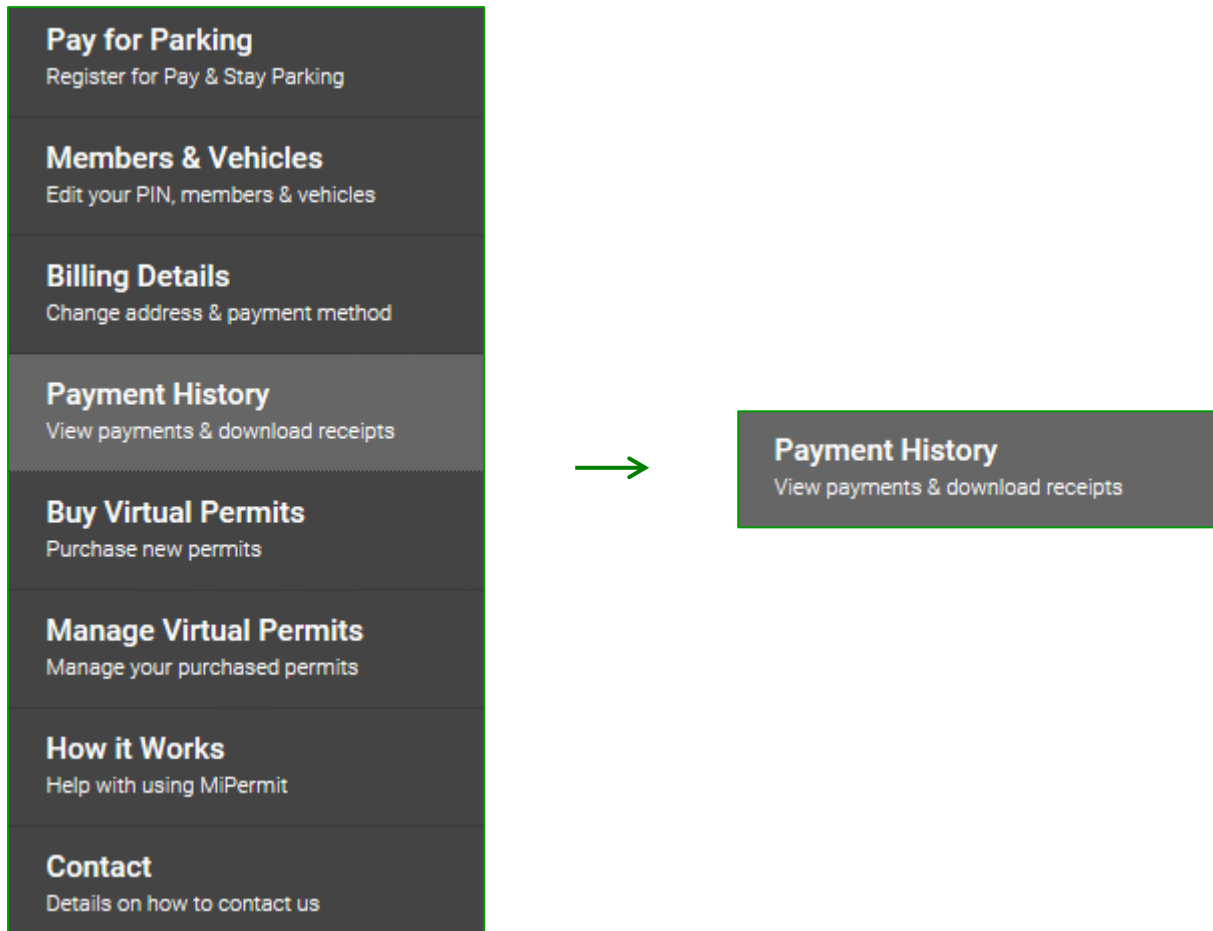 Pay for Parking
Register for Pay & Stay Parking
Members & Vehicles
Edit your PIN, members & vehicles
Billing Details
Change address & payment method
Payment History
View payments & download receipts
Buy Virtual Permits
Purchase new permits
Manage Virtual Permits
Manage your purchased permits
How it Works
Help with using MiPermit
Contact
Details on how to contact us
Payment History
View payments & download receipts